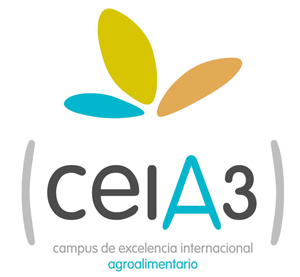 (ceiA3)
campus de excelencia internacional
agroalimentario